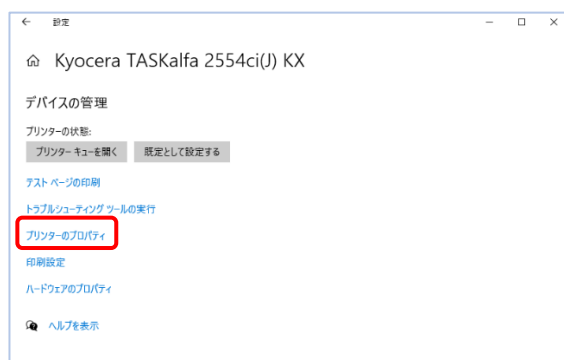 設定
Kyocera TASKalfa 2554ci(J) KX
デバイスの管理
プリンターの状態:
プリンター キューを開く 既定として設定する
テスト ページの印刷
トラブルシューティング ツールの実行
プリンターのプロパティ
印刷設定
ハードウェアのプロパティ
ヘルプを表示